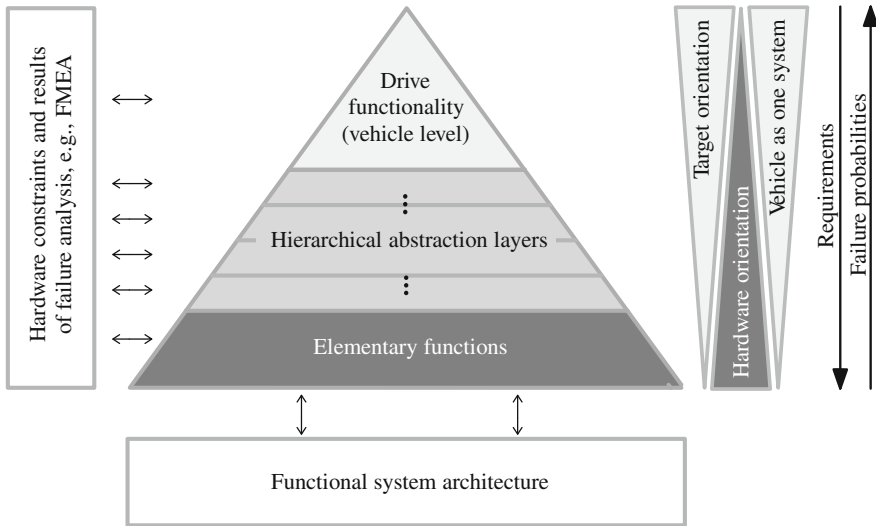 Hardware constraints and results
of failure analysis, e.g., FMEA
Drive
functionality
(vehicle level)
Hierarchical abstraction layers
Elementary functions
Functional system architecture
Target orientation
Hardware orientation
Vehicle as one system
Requirements
Failure probabilities